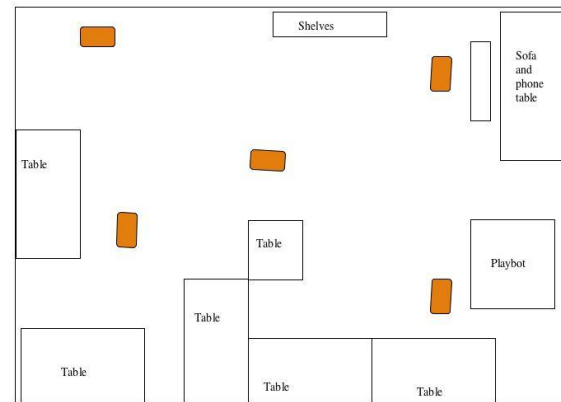 Shelves
Sofa
and
phone
table
Table
Table
Playbot
Table
Table
Table
Table